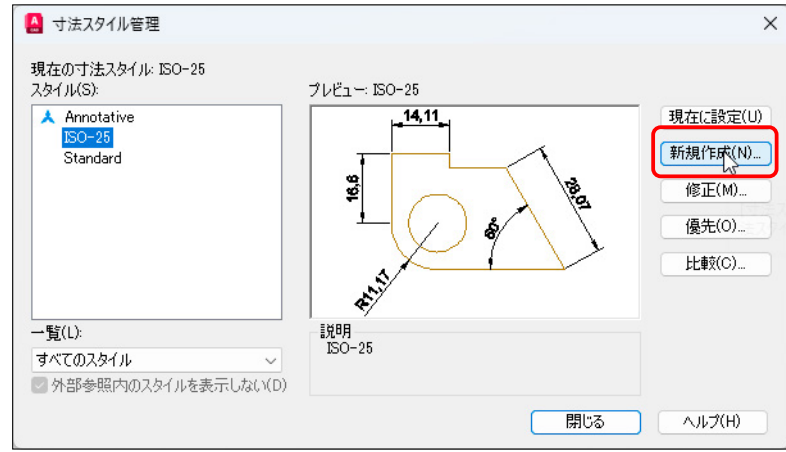 寸法スタイル管理
現在の寸法スタイル: ISO-25
スタイル(S):
Annotative
ISO-25
Standard
プレビュー: ISO-25
14,11
16,6
28,07
60°
R11,17
現在に設定(U)
新規作成(N)...
修正(M)...
優先(O)...
比較(C)...
一覧(L):
すべてのスタイル
外部参照内のスタイルを表示しない(D)
説明
ISO-25
閉じる
ヘルプ(H)